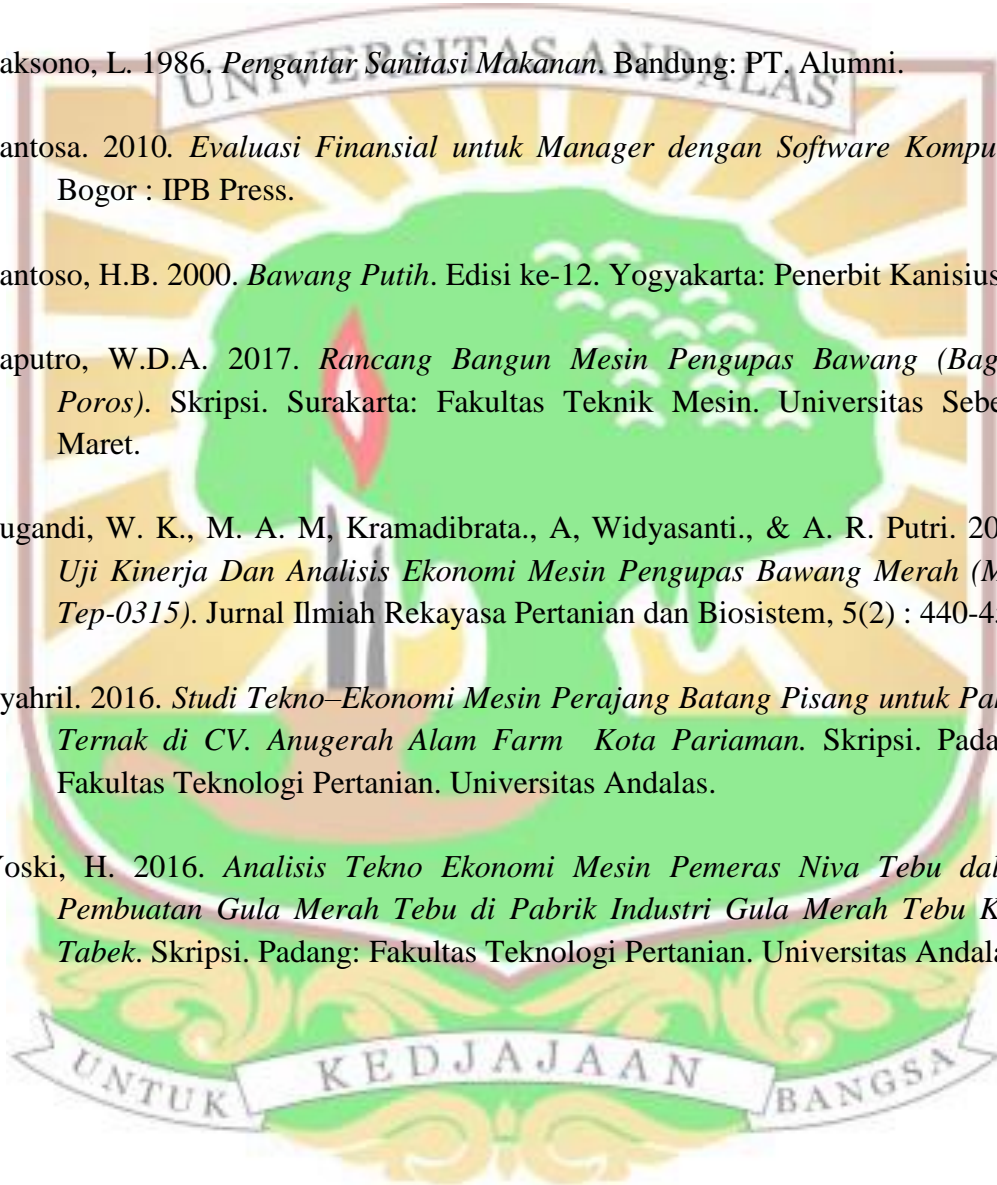 UNIVERSITAS ANDALAS
aksono, L. 1986. Pengantar Sanitasi Makanan. Bandung: PT. Alumni.
antosa. 2010. Evaluasi Finansial untuk Manager dengan Software Kompu
Bogor : IPB Press.
antoso, H.B. 2000. Bawang Putih. Edisi ke-12. Yogyakarta: Penerbit Kanisius
aputro, W.D.A. 2017. Rancang Bangun Mesin Pengupas Bawang (Bag
Poros). Skripsi. Surakarta: Fakultas Teknik Mesin. Universitas Sebe
Maret.
ugandi, W. K., M. A. M, Kramadibrata., A, Widyasanti., & A. R. Putri. 20
Uji Kinerja Dan Analisis Ekonomi Mesin Pengupas Bawang Merah (M
Tep-0315). Jurnal Ilmiah Rekayasa Pertanian dan Biosistem, 5(2) : 440-4
yahril. 2016. Studi Tekno–Ekonomi Mesin Perajang Batang Pisang untuk Pa
Ternak di CV. Anugerah Alam Farm Kota Pariaman. Skripsi. Pada
Fakultas Teknologi Pertanian. Universitas Andalas.
Yoski, H. 2016. Analisis Tekno Ekonomi Mesin Pemeras Niva Tebu dal
Pembuatan Gula Merah Tebu di Pabrik Industri Gula Merah Tebu K
Tabek. Skripsi. Padang: Fakultas Teknologi Pertanian. Universitas Andala
UNTUK KEDJAJAAN BANGSA